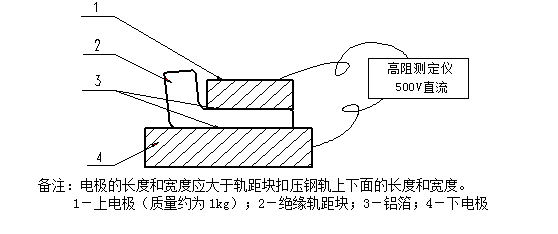 1
2
3
4
高阻测定仪
500V直流
备注：电极的长度和宽度应大于轨距块扣压钢轨上下面的长度和宽度。
1—上电极（质量约为1kg）；2—绝缘轨距块；3—铝箔；4—下电极